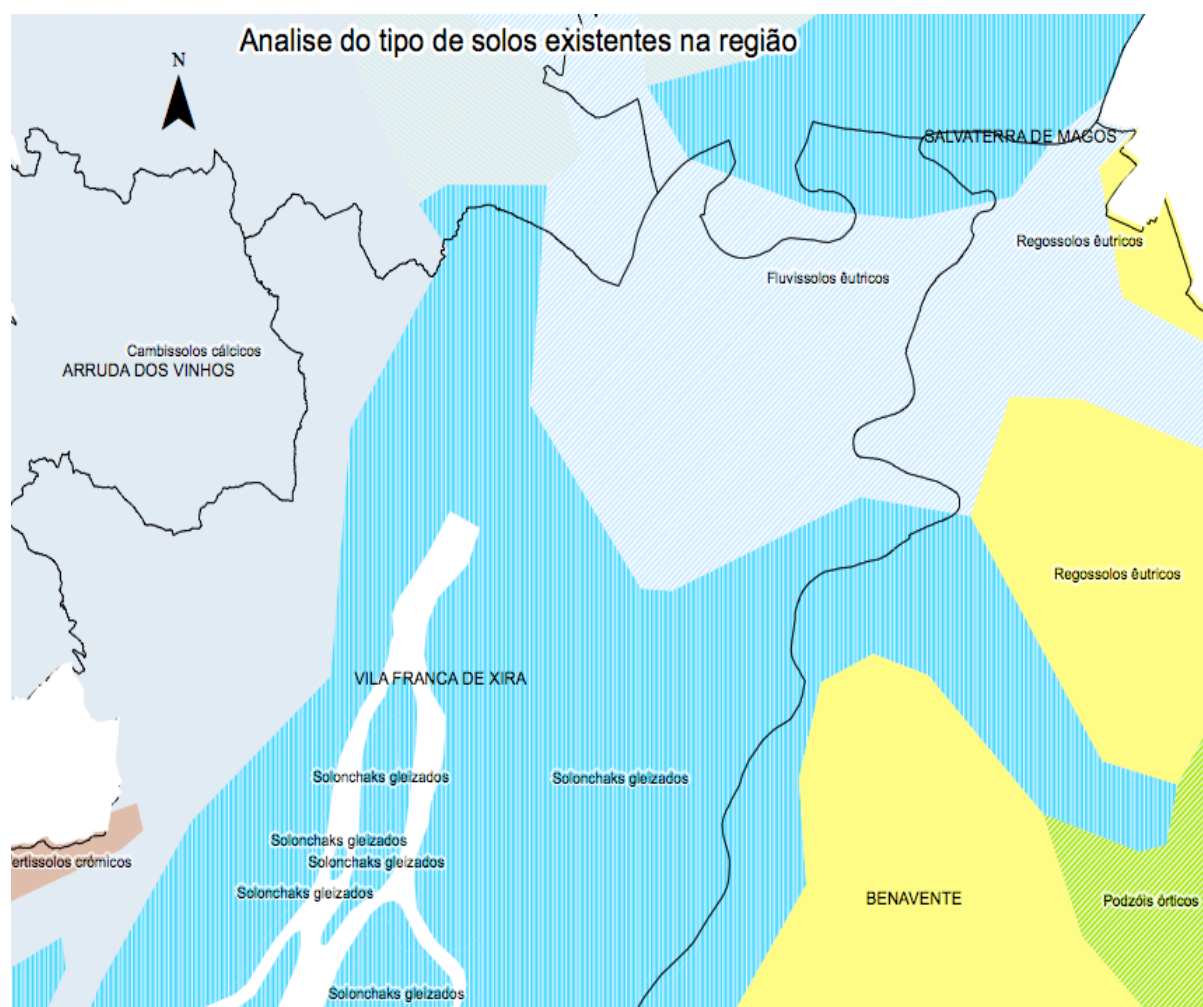 Analise do tipo de solos existentes na região
N
SALVATERRA DE MAGOS
Regossolos êutricos
Fluvissolos êutricos
Cambissolos cálcicos
ARRUDA DOS VINHOS
Regossolos êutricos
VILA FRANCA DE XIRA
Solonchaks gleizados
Solonchaks gleizados
Solonchaks gleizados
Solonchaks gleizados
ertissolos crómicos
Solonchaks gleizados
BENAVENTE
Podzóis órticos
Solonchaks gleizados